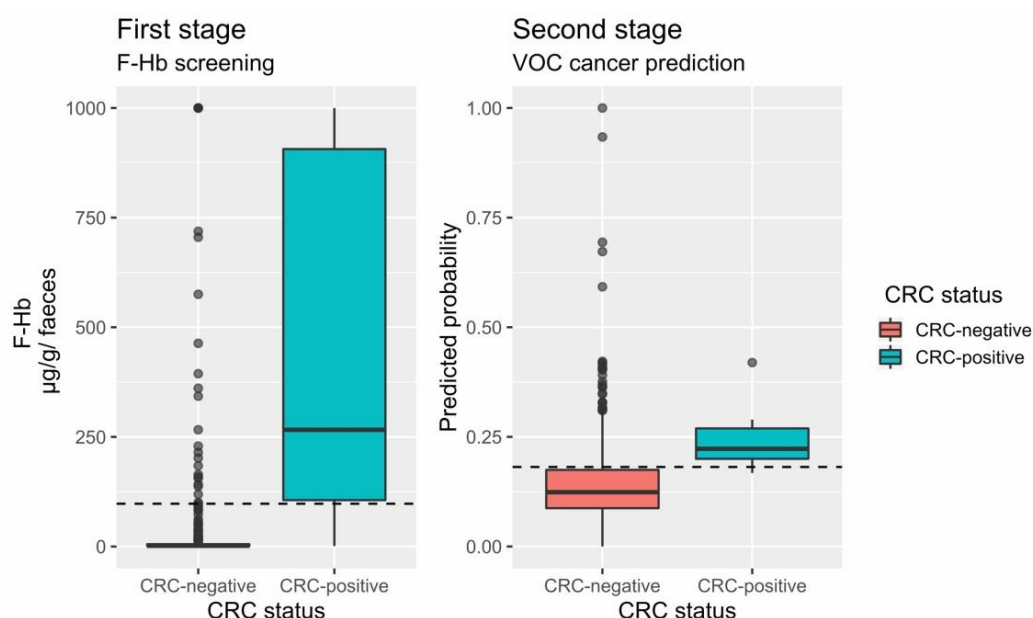 First stage
F-Hb screening
1000
750
500
250
0
F-Hb
µg/g/ faeces
CRC-negative
CRC-positive
CRC status
Second stage
VOC cancer prediction
1.00
0.75
0.50
0.25
0.00
Predicted probability
CRC-negative
CRC-positive
CRC status
CRC status
CRC-negative
CRC-positive